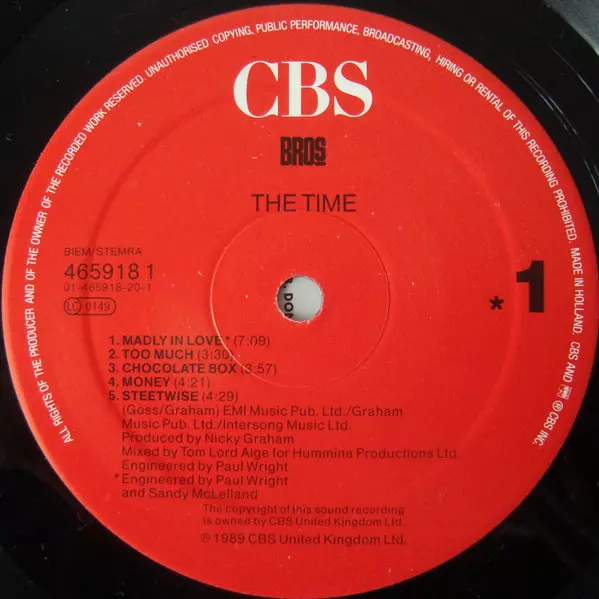 ALL RIGHTS OF THE PRODUCER AND OF THE OWNER OF THE RECORDED WORK RESERVED. UNAUTHORISED COPYING, PUBLIC PERFORMANCE, BROADCASTING, HIRING OR RENTAL OF THIS RECORDING PROHIBITED. MADE IN HOLLAND. CBS AND ® CBS INC.
CBS
BROS
THE TIME
BIEM/STEMRA
465918 1
01-465918-20-1
LC 0149
* 1
1. MADLY IN LOVE * (7:09)
2. TOO MUCH (3:30)
3. CHOCOLATE BOX (3:57)
4. MONEY (4:21)
5. STEETWISE (4:29)
(Goss/Graham) EMI Music Pub. Ltd./Graham
Music Pub. Ltd./Intersong Music Ltd.
Produced by Nicky Graham
Mixed by Tom Lord Alge for Hummina Productions Ltd.
Engineered by Paul Wright
* Engineered by Paul Wright
and Sandy McLelland
The copyright of this sound recording
is owned by CBS United Kingdom Ltd.
℗ 1989 CBS United Kingdom Ltd.